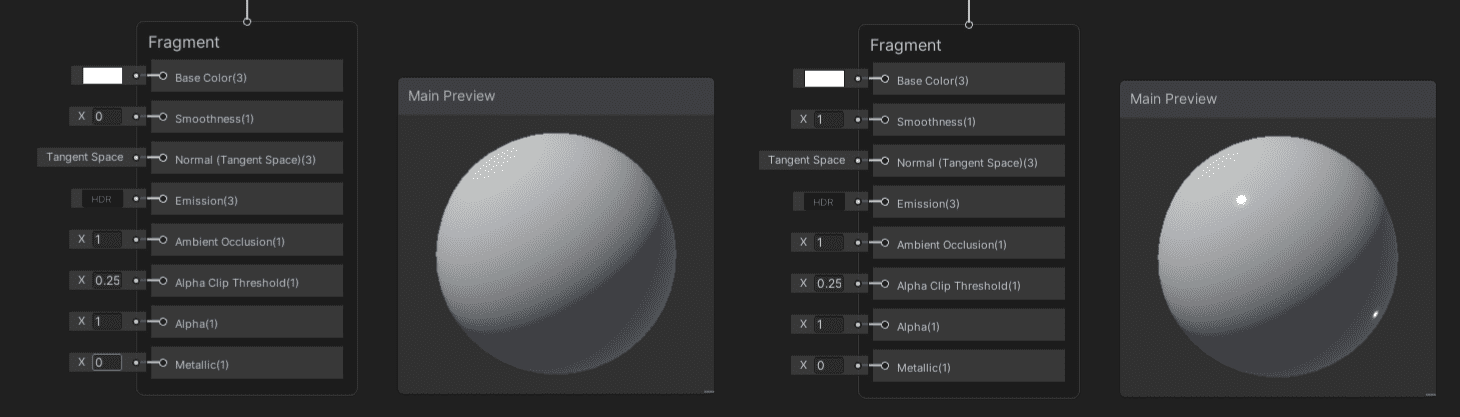 Fragment
Base Color(3)
X 0 Smoothness(1)
Tangent Space Normal (Tangent Space)(3)
HDR Emission(3)
X 1 Ambient Occlusion(1)
X 0.25 Alpha Clip Threshold(1)
X 1 Alpha(1)
X 0 Metallic(1)
Main Preview
Fragment
Base Color(3)
X 1 Smoothness(1)
Tangent Space Normal (Tangent Space)(3)
HDR Emission(3)
X 1 Ambient Occlusion(1)
X 0.25 Alpha Clip Threshold(1)
X 1 Alpha(1)
X 0 Metallic(1)
Main Preview